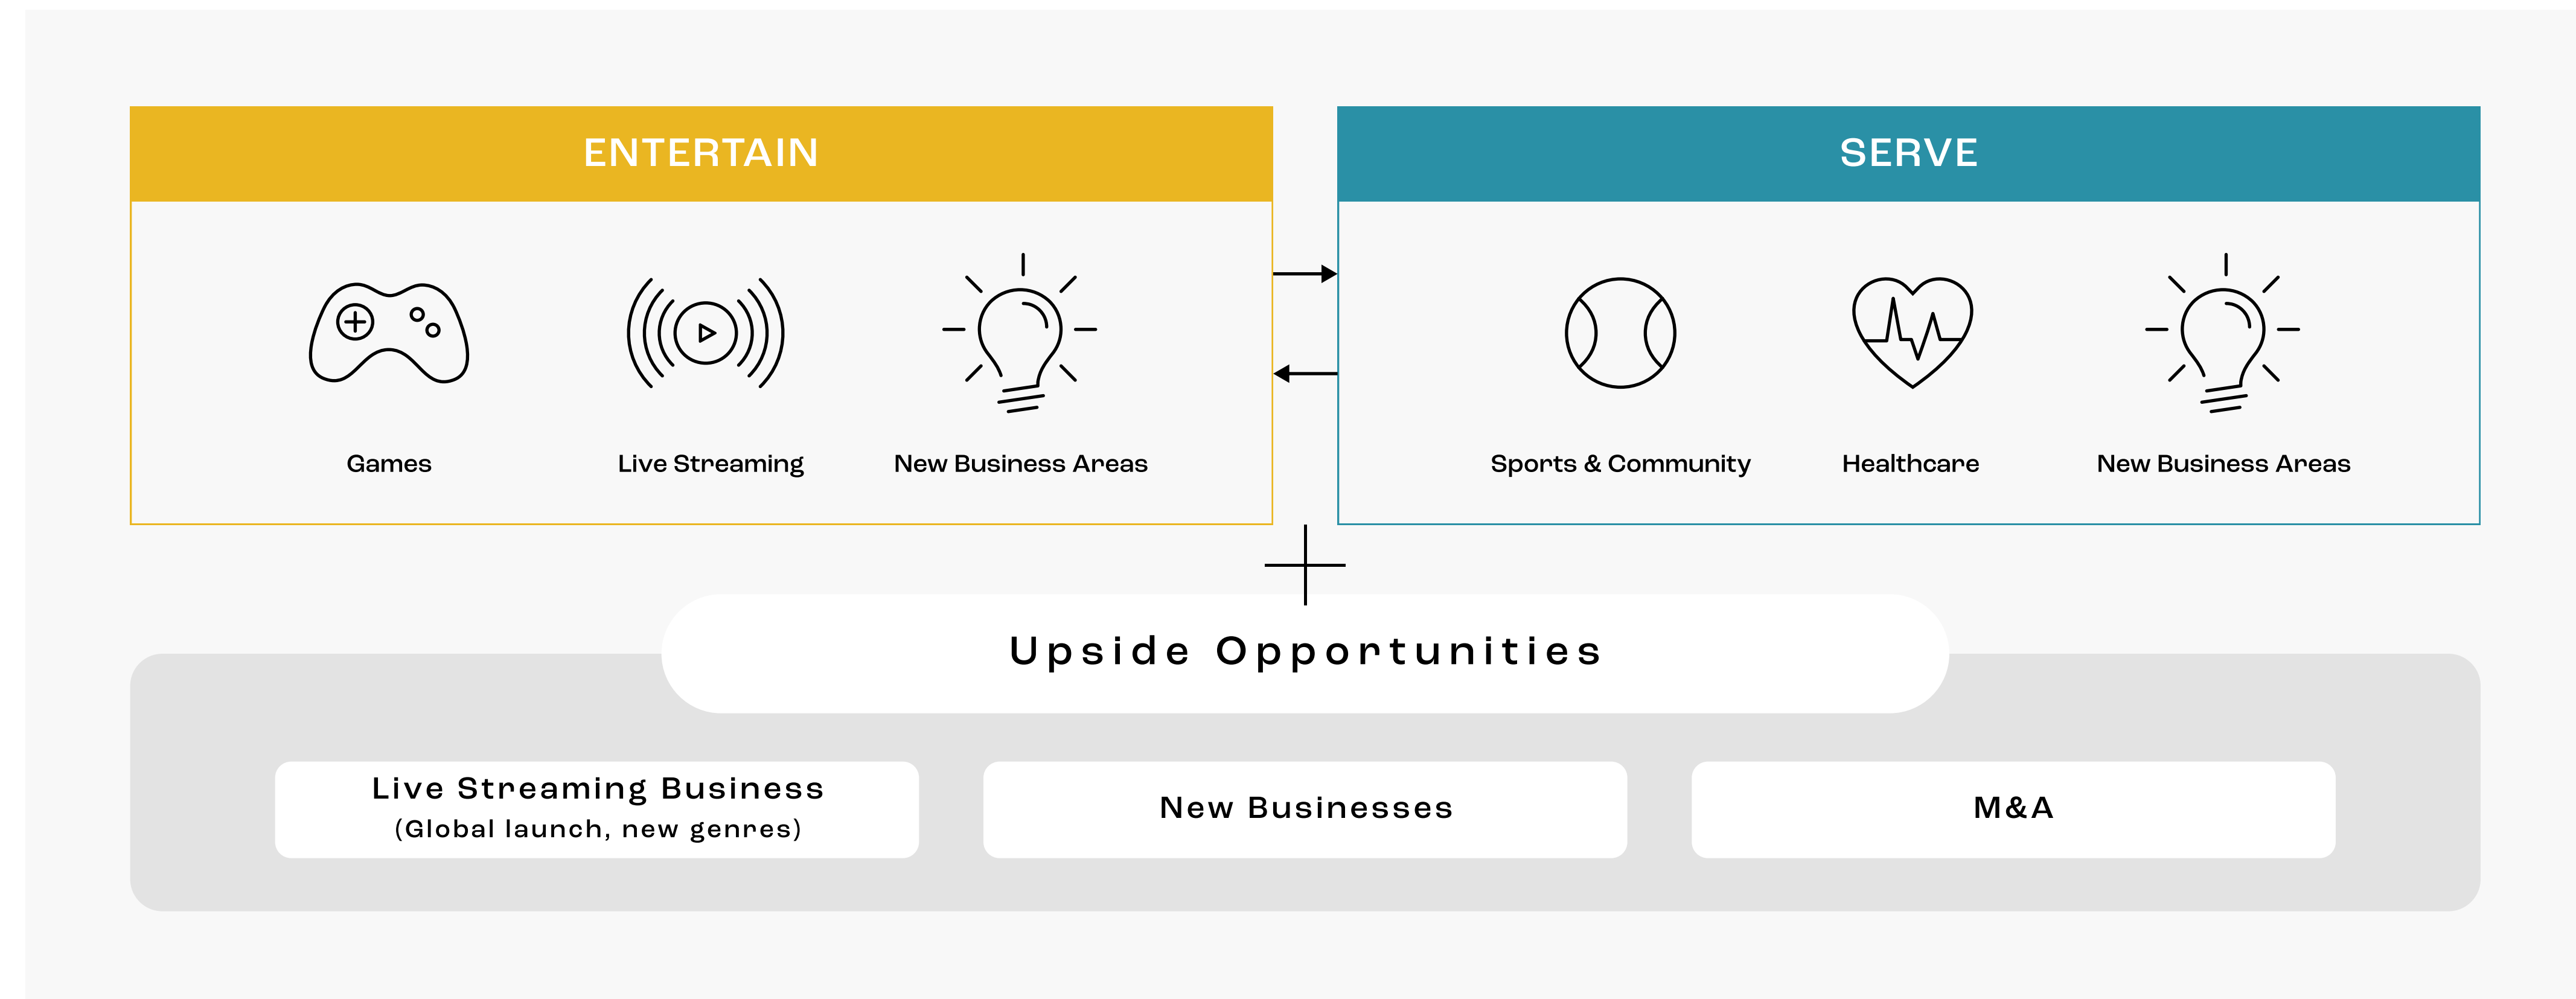 ENTERTAIN
Games
Live Streaming
New Business Areas
SERVE
Sports & Community
Healthcare
New Business Areas
Upside Opportunities
Live Streaming Business
(Global launch, new genres)
New Businesses
M&A